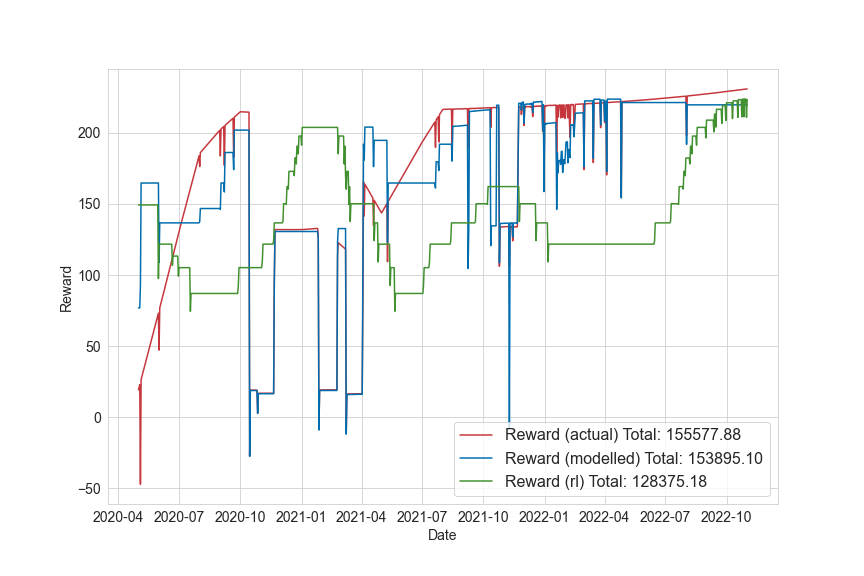 200
150
100
50
0
−50
Reward
2020-04 2020-07 2020-10 2021-01 2021-04 2021-07 2021-10 2022-01 2022-04 2022-07 2022-10
Date
Reward (actual) Total: 155577.88
Reward (modelled) Total: 153895.10
Reward (rl) Total: 128375.18